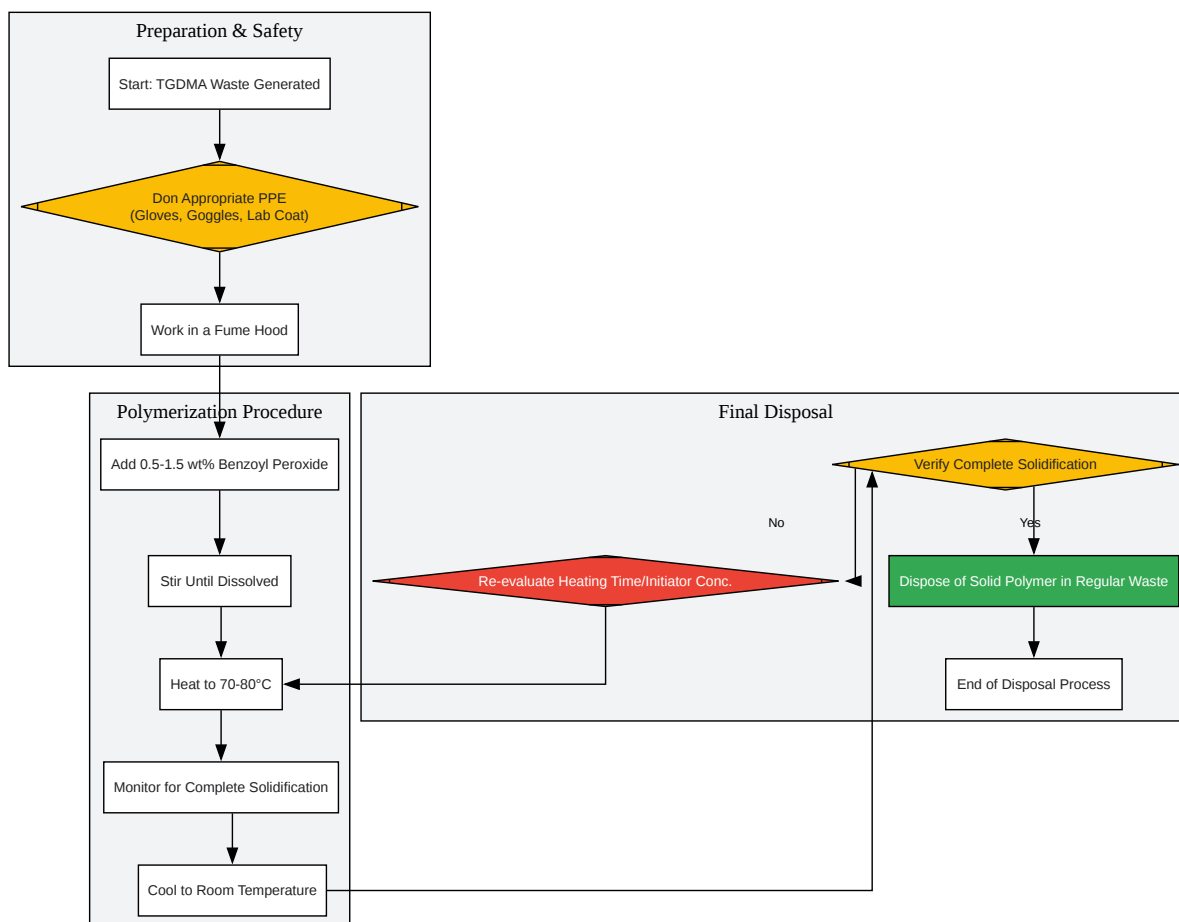 Preparation & Safety
Start: TGDMA Waste Generated
Don Appropriate PPE
(Gloves, Goggles, Lab Coat)
Work in a Fume Hood
Polymerization Procedure
Add 0.5-1.5 wt% Benzoyl Peroxide
Stir Until Dissolved
Heat to 70-80°C
Monitor for Complete Solidification
Cool to Room Temperature
Final Disposal
Verify Complete Solidification
No
Yes
Re-evaluate Heating Time/Initiator Conc.
Dispose of Solid Polymer in Regular Waste
End of Disposal Process